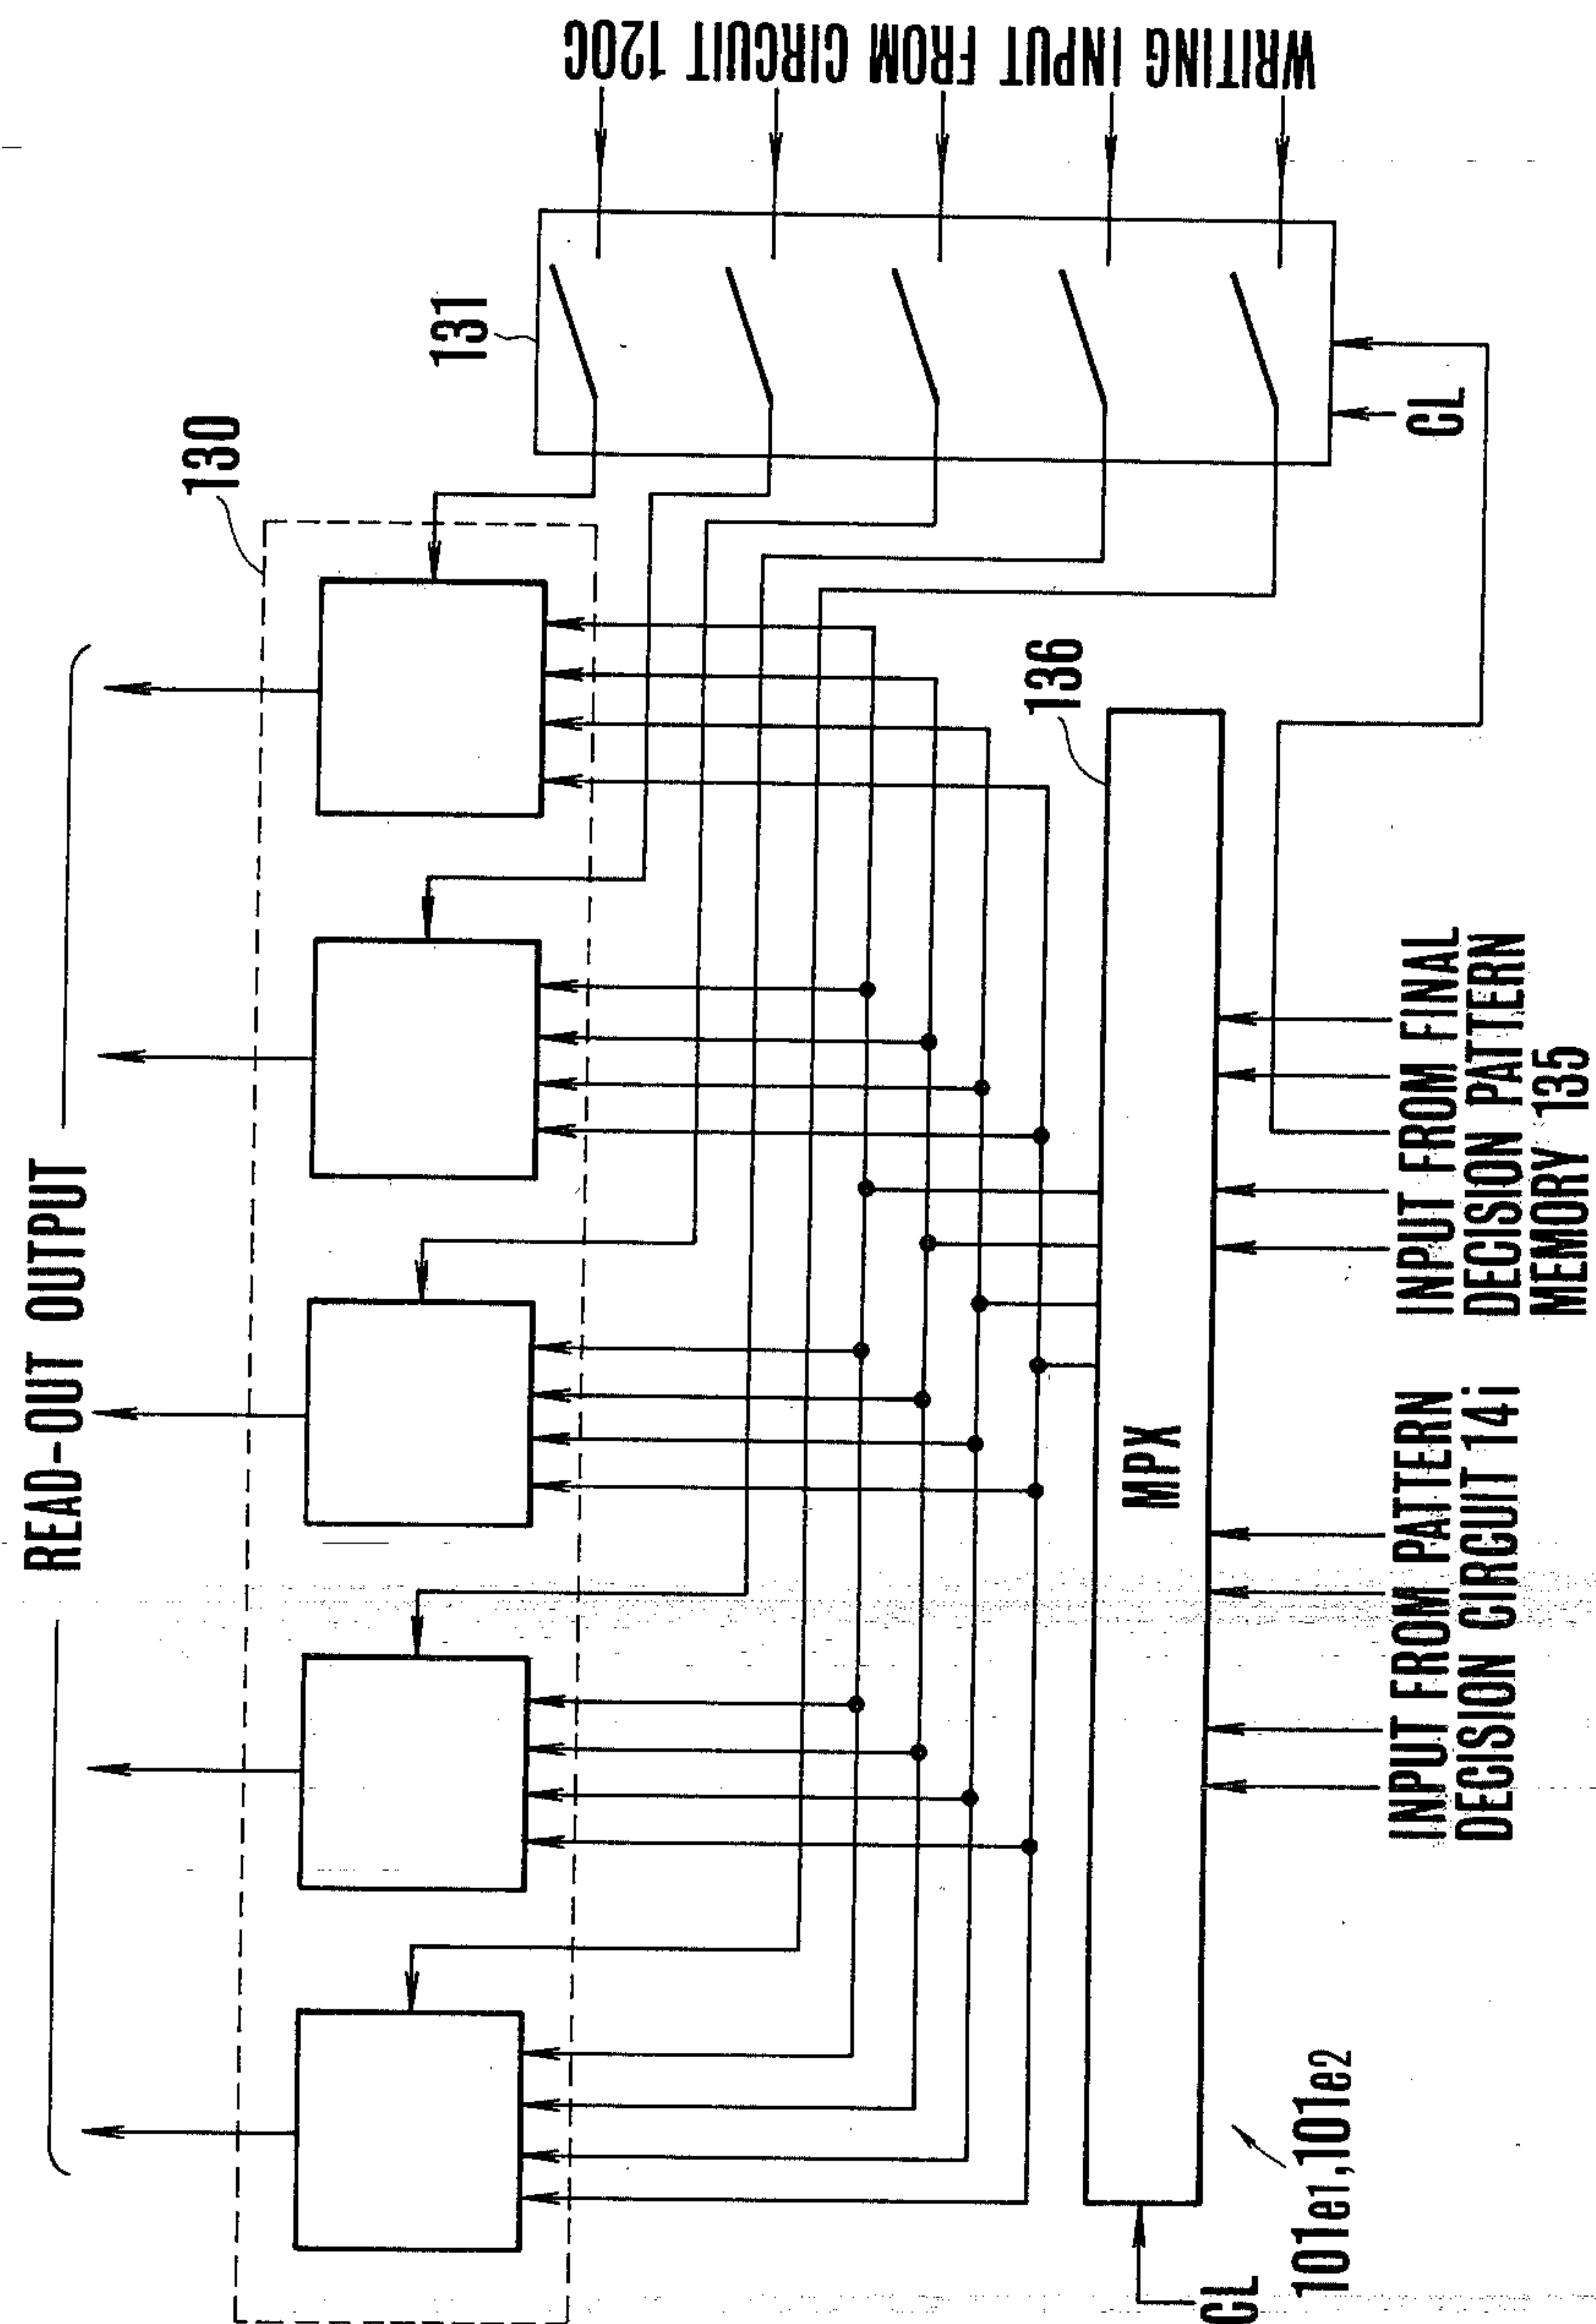 READ-OUT OUTPUT
130
131
WRITING INPUT FROM CIRCUIT 120C
CL
136
MPX
INPUT FROM PATTERN
DECISION CIRCUIT 14i
INPUT FROM FINAL
DECISION PATTERN
MEMORY 135
CL
101e1,101e2